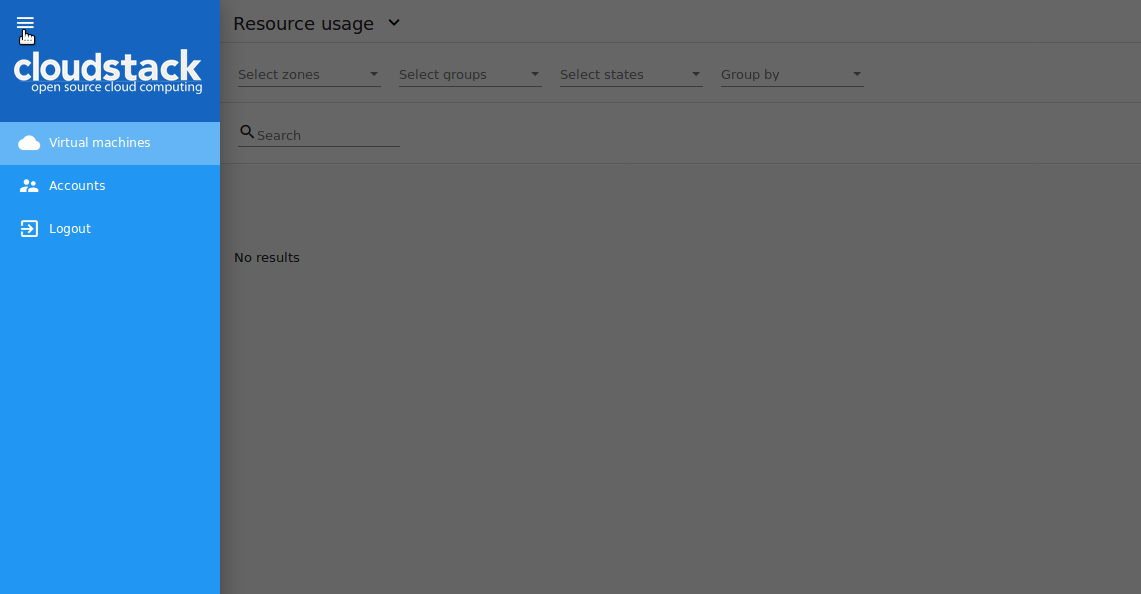 cloudstack
open source cloud computing
Virtual machines
Accounts
Logout
Resource usage
Select zones Select groups Select states Group by
Search
No results